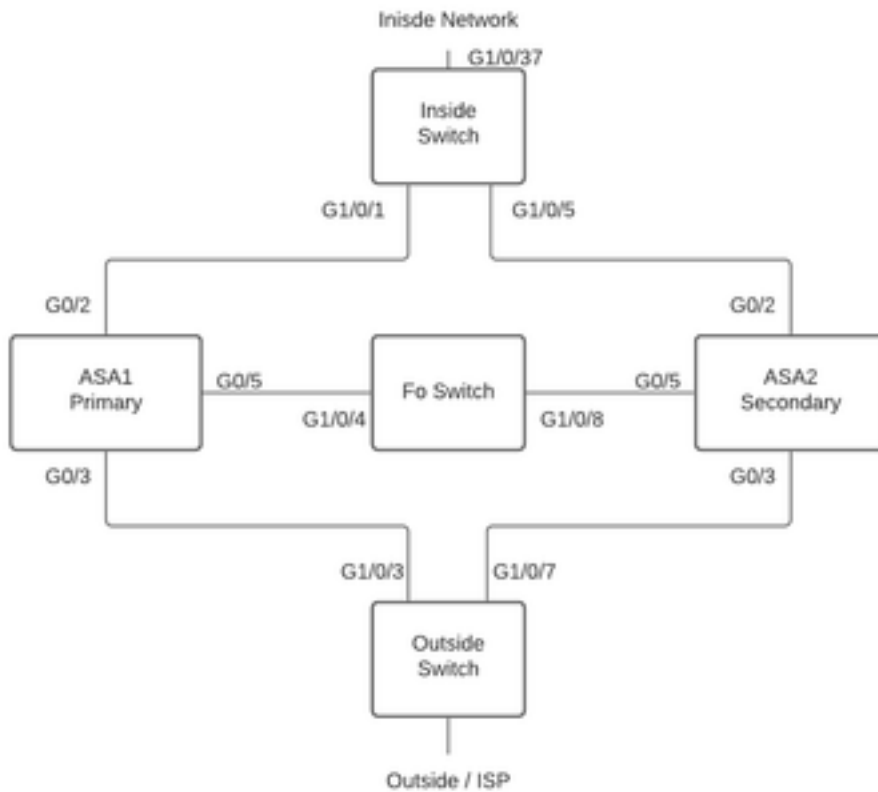 Inisde Network
G1/0/37
Inside
Switch
G1/0/1
G1/0/5
G0/2
G0/2
ASA1
Primary
G0/5
G1/0/4
Fo Switch
G0/5
G1/0/8
ASA2
Secondary
G0/3
G0/3
G1/0/3
G1/0/7
Outside
Switch
Outside / ISP